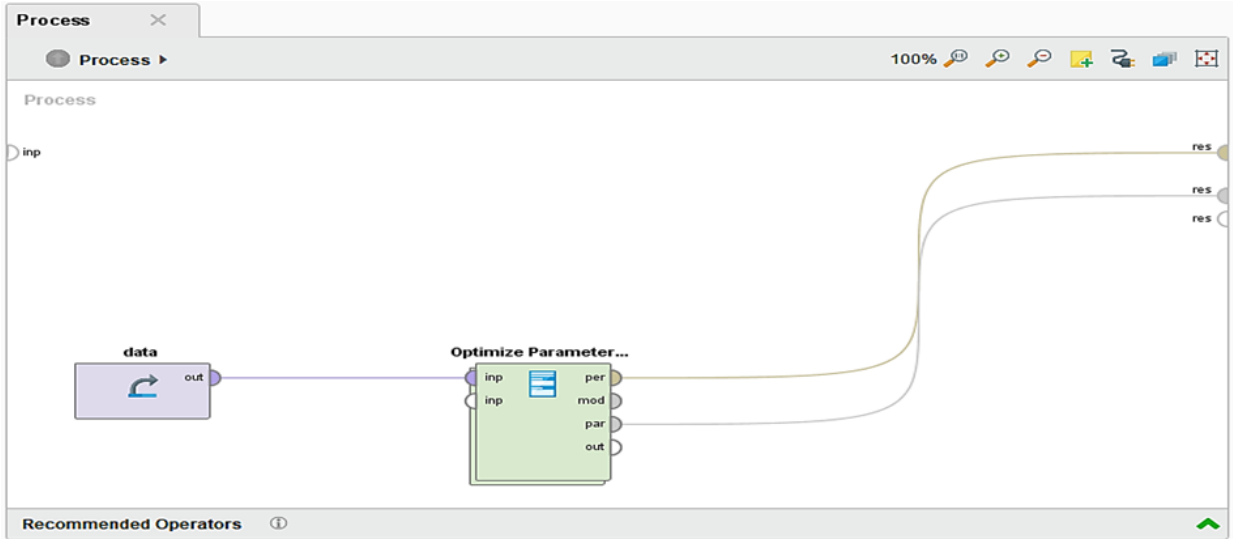 Process
Process
100%
Process
inp
res
res
res
data
out
Optimize Parameter...
inp
per
inp
mod
par
out
Recommended Operators